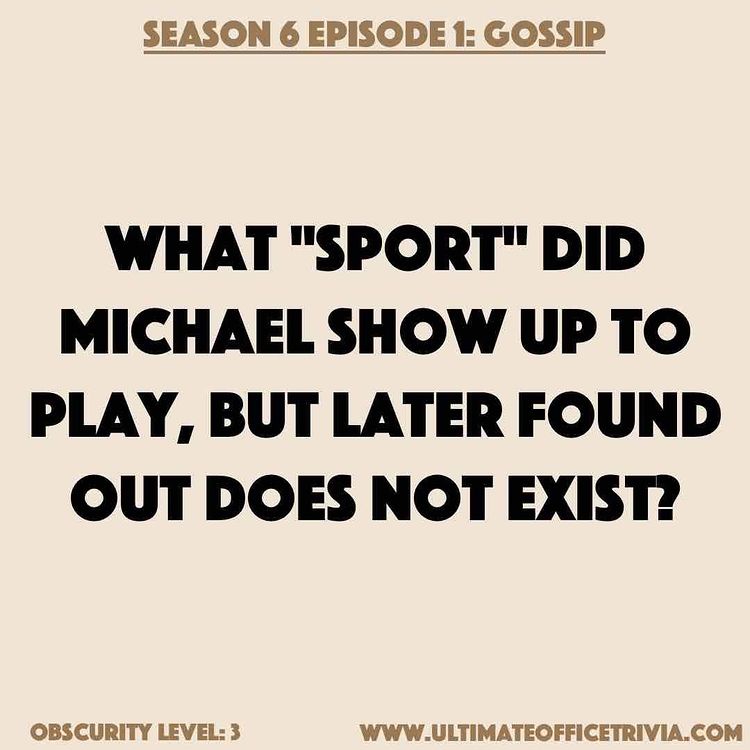 SEASON 6 EPISODE 1: GOSSIP
WHAT "SPORT" DID
MICHAEL SHOW UP TO
PLAY, BUT LATER FOUND
OUT DOES NOT EXIST?
OBSCURITY LEVEL: 3
WWW.ULTIMATEOFFICETRIVIA.COM